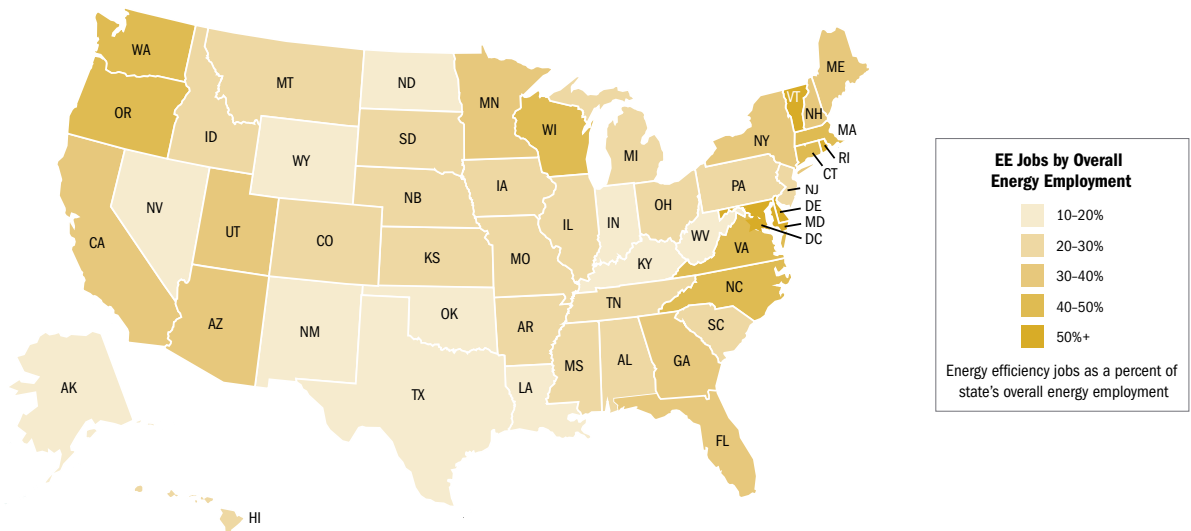 WA
OR
CA
NV
ID
MT
WY
UT
AZ
CO
NM
ND
SD
NB
KS
OK
TX
MN
IA
MO
AR
LA
WI
IL
MI
IN
OH
KY
TN
MS
AL
GA
FL
SC
NC
VA
WV
PA
NY
VT
NH
ME
MA
RI
CT
NJ
DE
MD
DC
AK
HI
EE Jobs by Overall
Energy Employment
10–20%
20–30%
30–40%
40–50%
50%+
Energy efficiency jobs as a percent of
state's overall energy employment